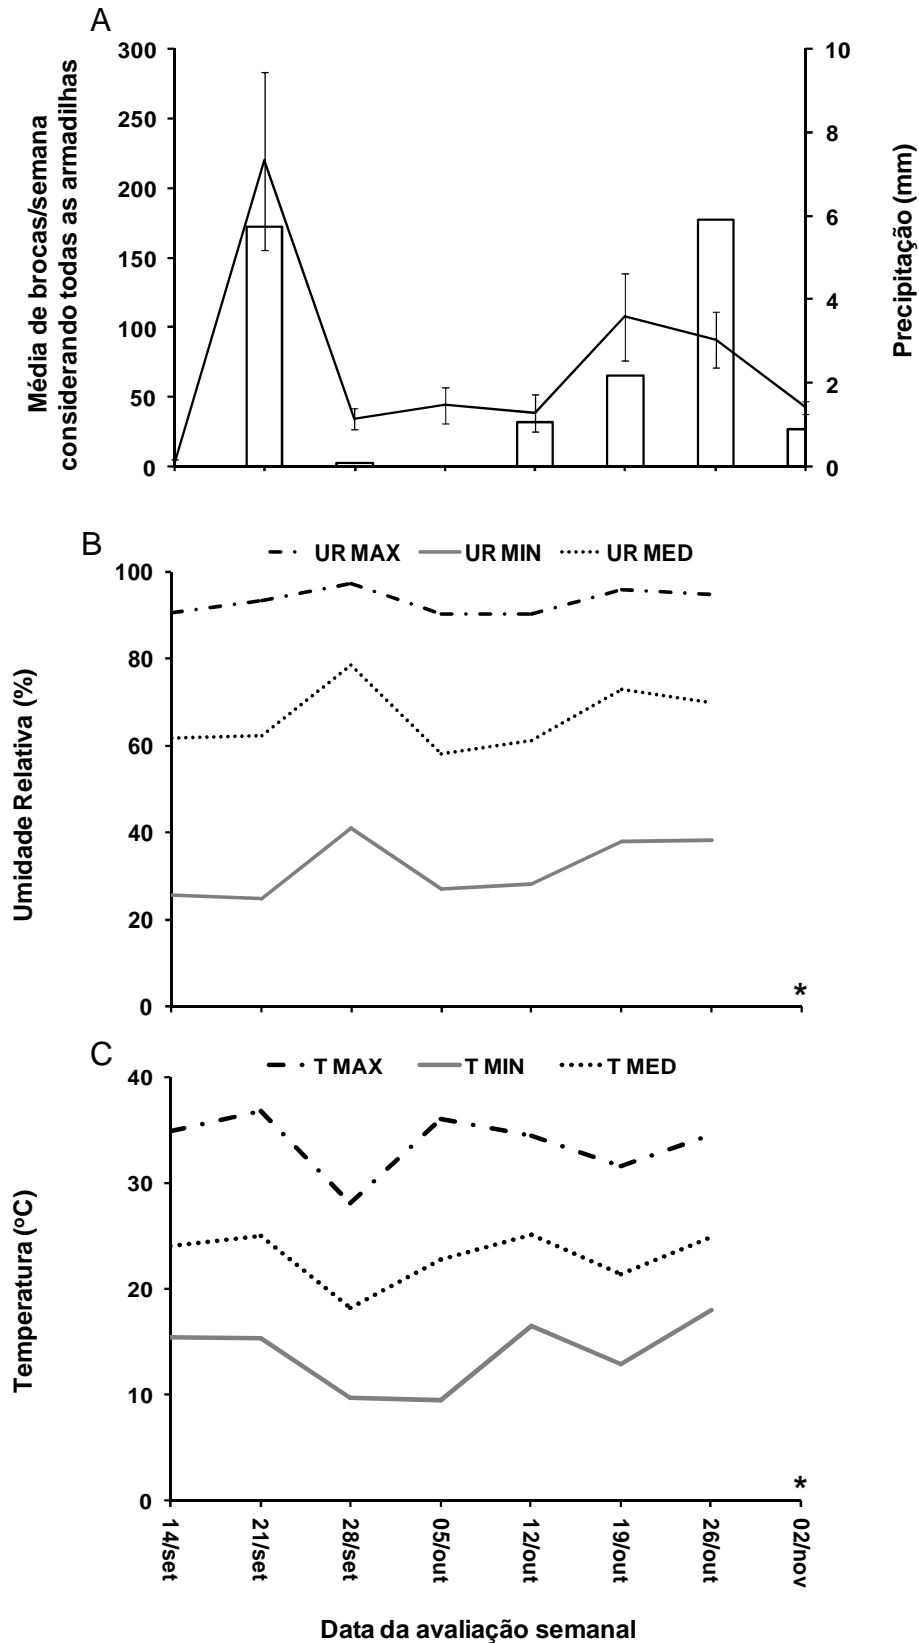 A
300
250
200
150
100
50
0
10
8
6
4
2
0
Média de brocas/semana
considerando todas as armadilhas
Precipitação (mm)
B
UR MAX UR MIN UR MED
100
80
60
40
20
0
Umidade Relativa (%)
*
C
T MAX T MIN T MED
40
30
20
10
0
Temperatura (ºC)
*
14/set
21/set
28/set
05/out
12/out
19/out
26/out
02/nov
Data da avaliação semanal